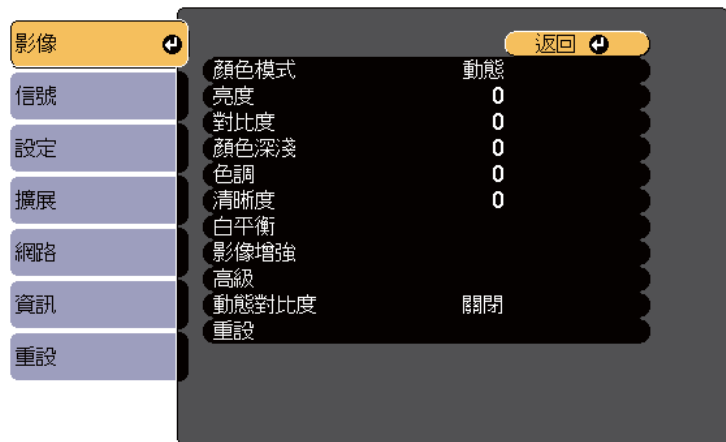 影像
信號
設定
擴展
網路
資訊
重設
返回
顏色模式 動態
亮度 0
對比度 0
顏色深淺 0
色調 0
清晰度 0
白平衡
影像增強
高級
動態對比度 關閉
重設